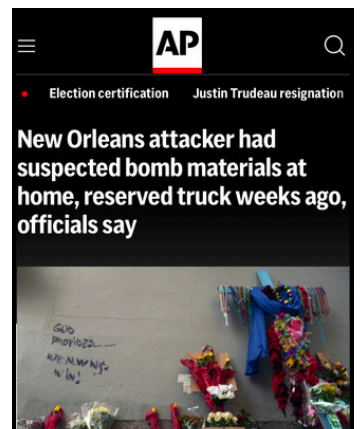 AP
Election certification Justin Trudeau resignation
New Orleans attacker had
suspected bomb materials at
home, reserved truck weeks ago,
officials say
GOD
PROVIDES
WIN!